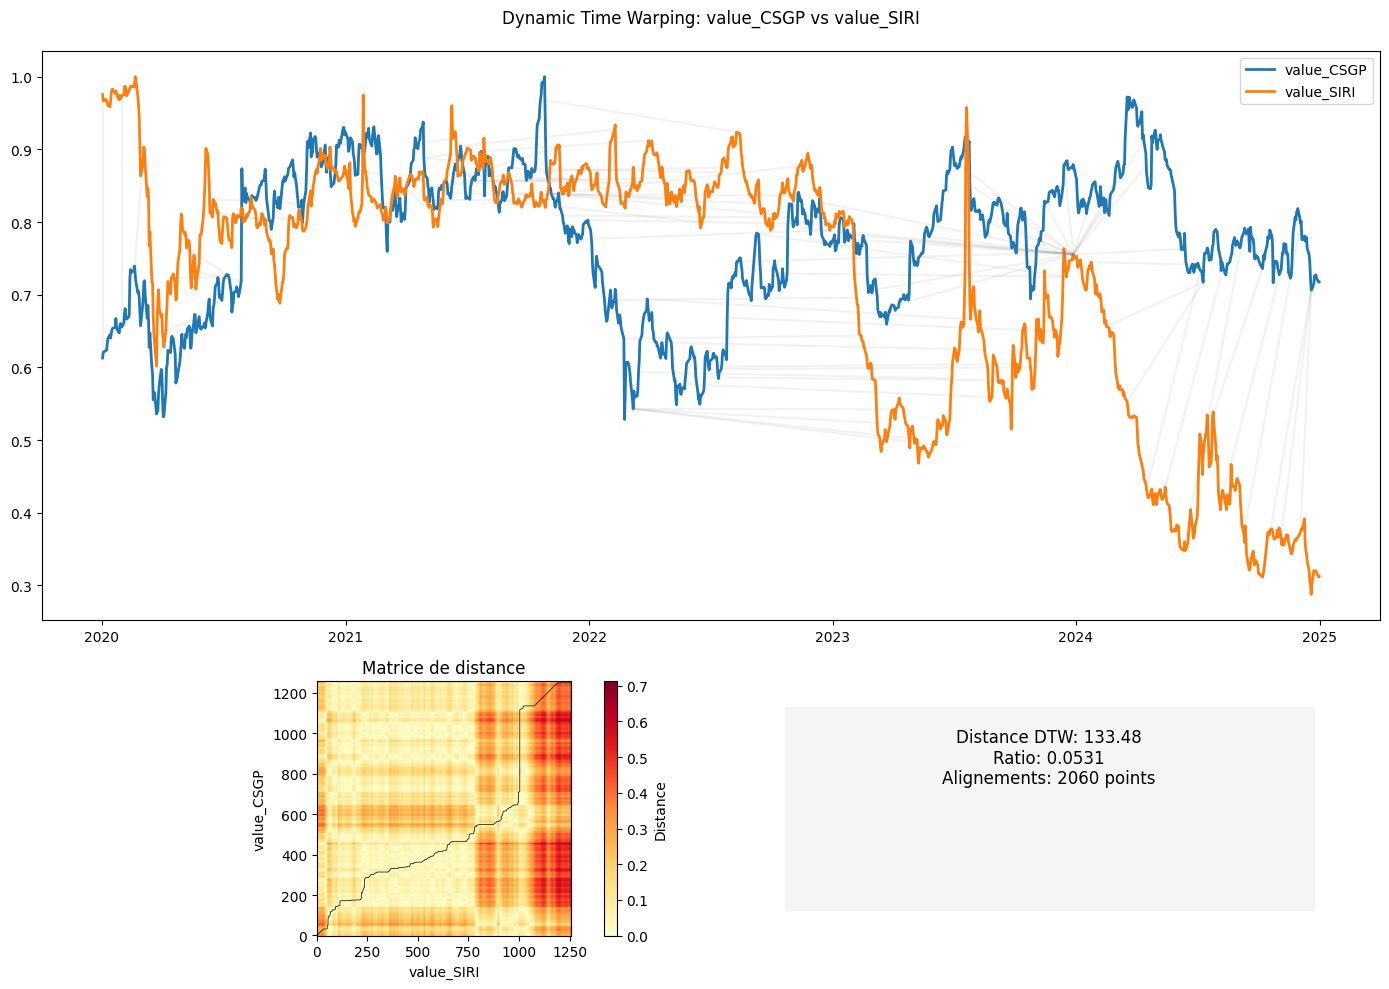 Dynamic Time Warping: value_CSGP vs value_SIRI
1.0
0.9
0.8
0.7
0.6
0.5
0.4
0.3
value_CSGP
value_SIRI
2020 2021 2022 2023 2024 2025
Matrice de distance
1200
1000
800
600
400
200
0
value_CSGP
0 250 500 750 1000 1250
value_SIRI
0.7
0.6
0.5
0.4
0.3
0.2
0.1
0.0
Distance
Distance DTW: 133.48
Ratio: 0.0531
Alignements: 2060 points